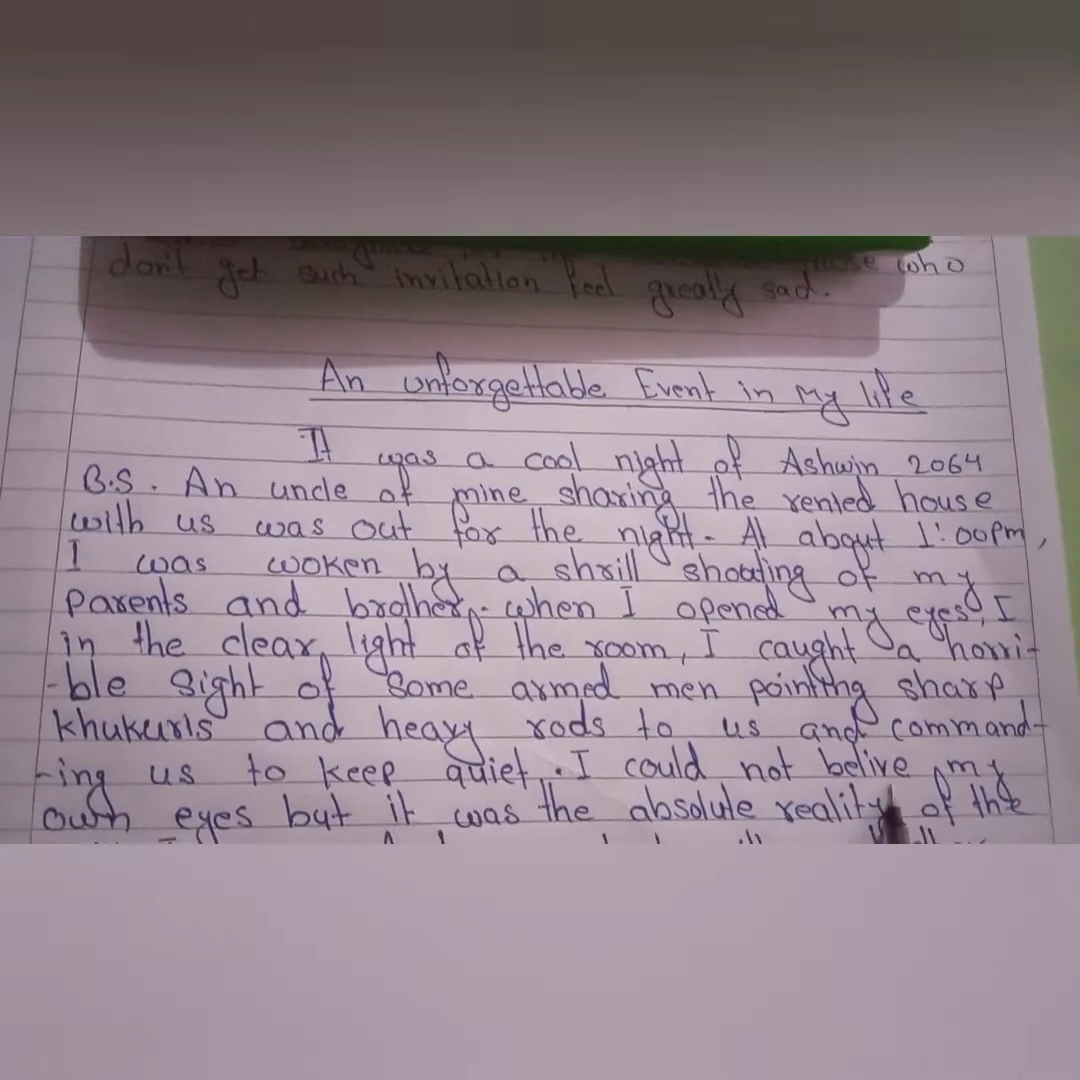 who
don't get such invitation feel greatly sad.
An unforgettable Event in My life
It was a cool night of Ashwin 2064
B.S. An uncle of mine sharing the rented house
with us was out for the night. At about 1:00pm,
I was woken by a shrill shouting of my
parents and brother. when I opened my eyes, I
in the clear light of the room, I caught a horri-
-ble sight of some armed men pointing sharp
khukuris and heavy rods to us and command-
-ing us to keep quiet. I could not belive my
own eyes but it was the absolute reality of the